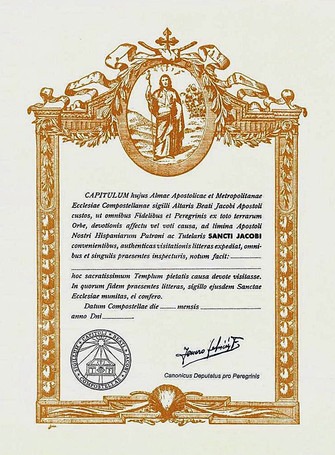 CAPITULUM hujus Almae Apostolicae et Metropolitanae
Ecclesiae Compostellanae sigilli Altaris Beati Jacobi Apostoli
custos, ut omnibus Fidelibus et Peregrinis ex toto terrarum
Orbe, devotionis affectu vel voti causa, ad limina Apostoli
Nostri Hispaniarum Patroni ac Tutelaris SANCTI JACOBI
convenientibus, authenticas visitationis litteras expediat, omni-
bus et singulis praesentes inspecturis, notum facit:
hoc sacratissimum Templum pietatis causa devote visitasse.
In quorum fidem praesentes litteras, sigillo ejusdem Sanctae
Ecclesiae munitas, ei confero.
Datum Compostellae die mensis
anno Dni
Canonicus Deputatus pro Peregrinis